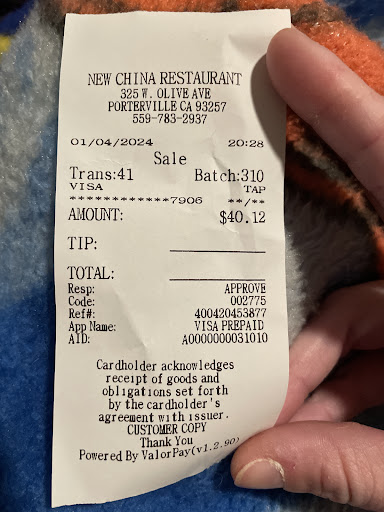 NEW CHINA RESTAURANT
325 W. OLIVE AVE
PORTERVILLE CA 93257
559-783-2937
01/04/2024 20:28
Sale
Trans:41 Batch:310
VISA TAP
************7906 **/**
AMOUNT: $40.12
TIP:
TOTAL:
Resp: APPROVE
Code: 002775
Ref#: 400420453877
App Name: VISA PREPAID
AID: A0000000031010
Cardholder acknowledges
receipt of goods and
obligations set forth
by the cardholder's
agreement with issuer.
CUSTOMER COPY
Thank You
Powered By ValorPay(v1.2.90)